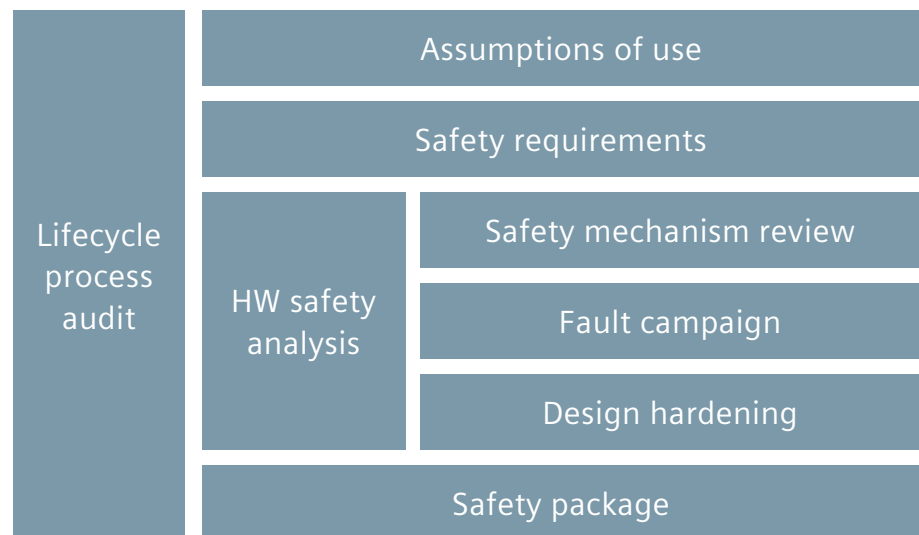 Assumptions of use
Safety requirements
Lifecycle
process
audit
HW safety
analysis
Safety mechanism review
Fault campaign
Design hardening
Safety package